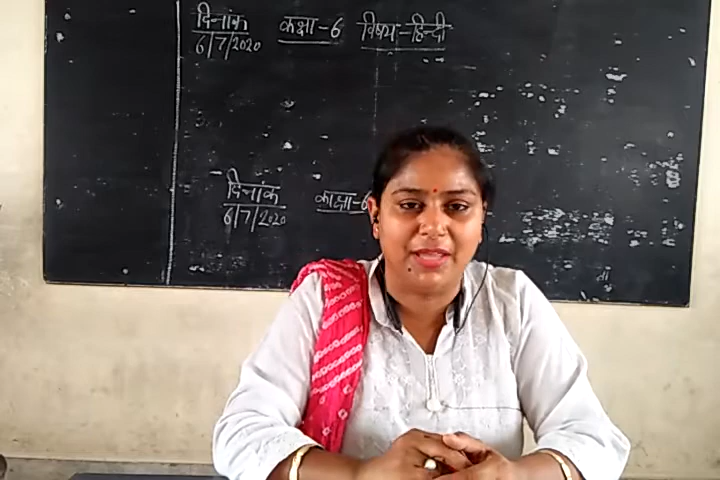 दिनांक कक्षा-6 विषय-हिन्दी
6/7/2020
दिनांक कक्षा-6
6/7/2020